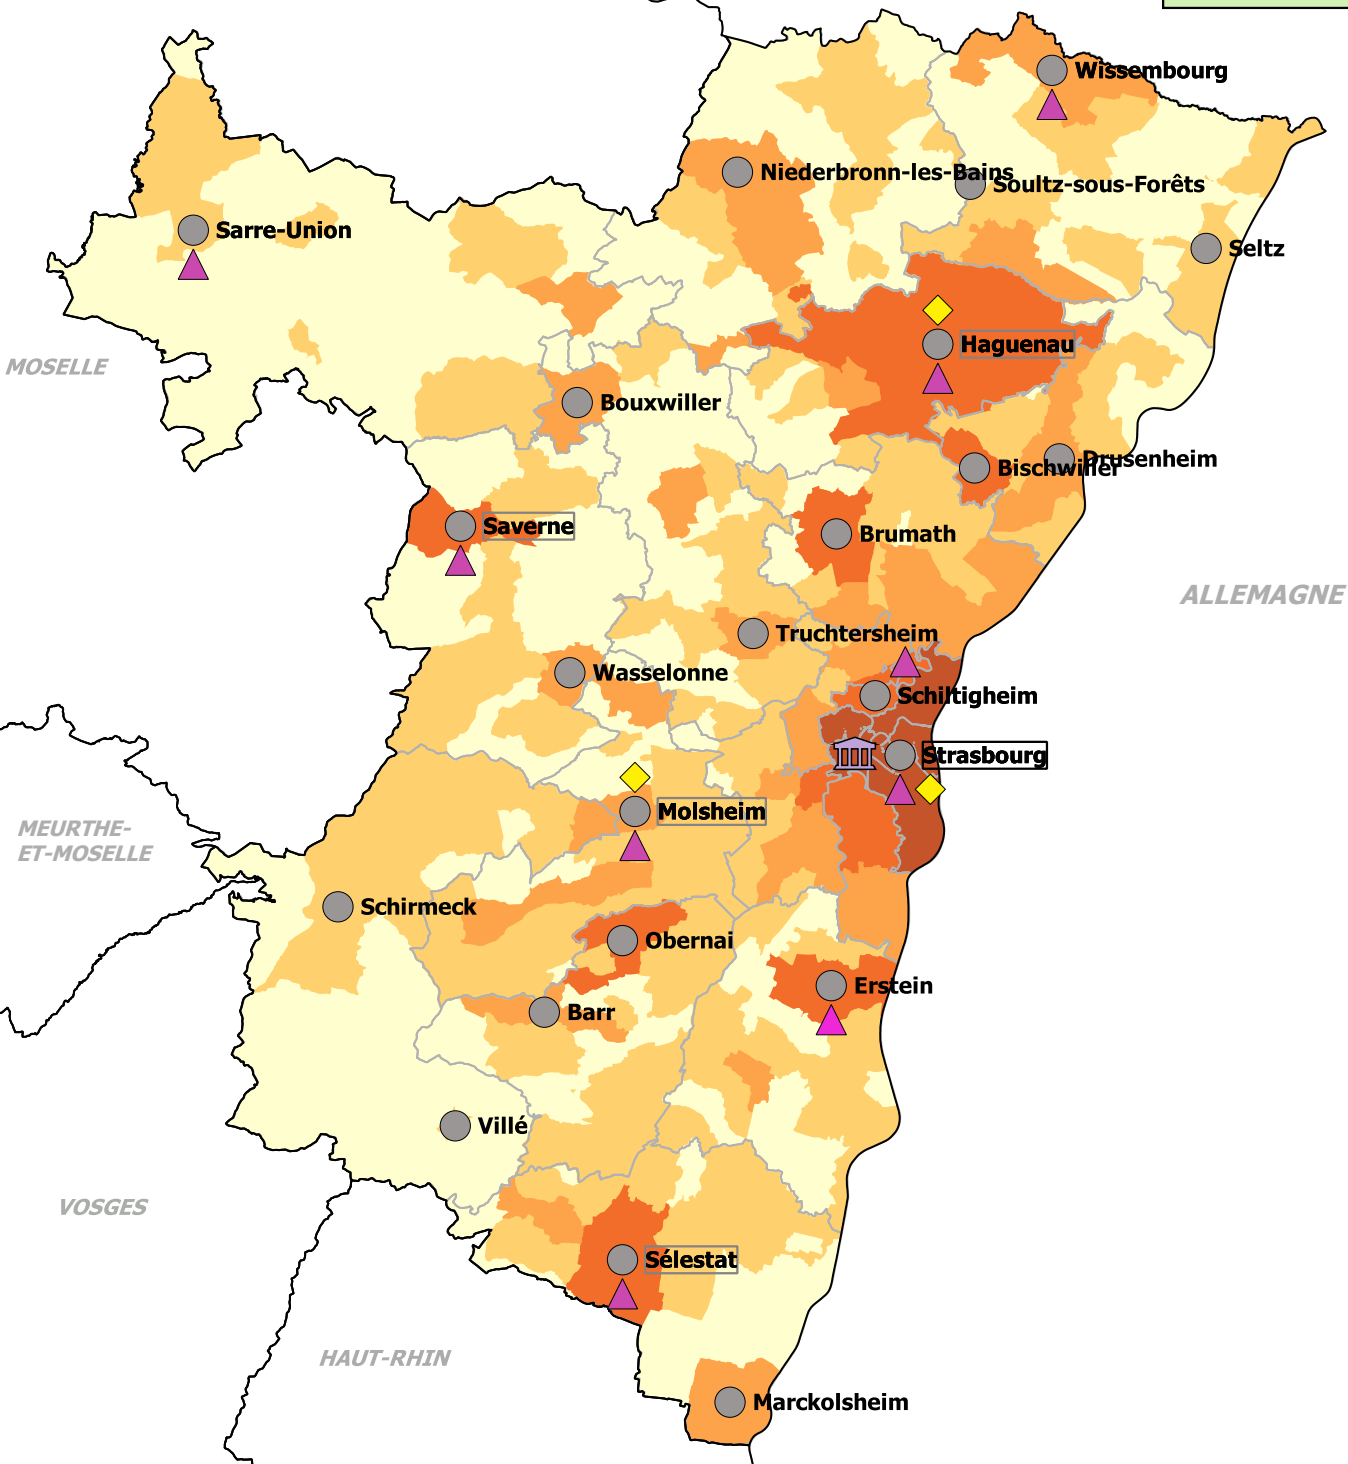 Wissembourg
Niederbronn-les-Bains
Soultz-sous-Forêts
Sarre-Union
Seltz
Haguenau
MOSELLE
Bouxwiller
Drusenheim
Bischwiller
Saverne
Brumath
ALLEMAGNE
Truchtersheim
Wasselonne
Schiltigheim
Strasbourg
Molsheim
MEURTHE-
ET-MOSELLE
Schirmeck
Obernai
Erstein
Barr
Villé
VOSGES
Sélestat
HAUT-RHIN
Marckolsheim